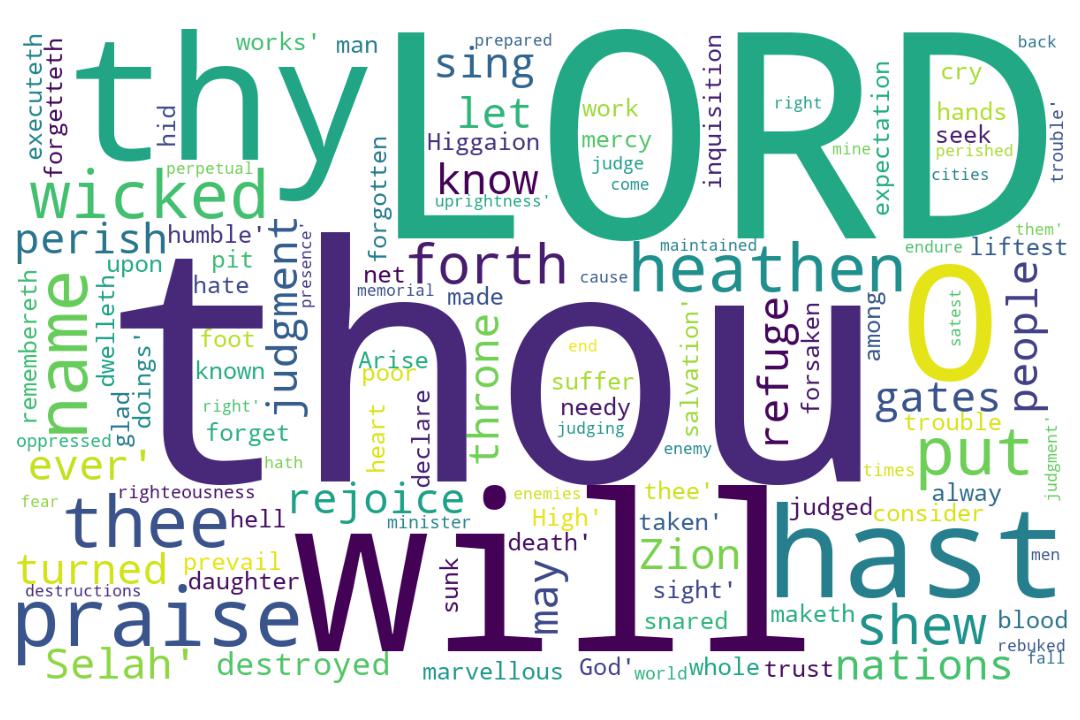 works' man prepared back
executeth forgetteth thy LORD
sing cry
hid let work right inquisition expectation hands
Higgaion mercy mine seek trouble'
perpetual know judge perished
wicked uprightness' come cities
forgotten
perish humble' judgment presence' maintained endure liftest them'
upon pit net forth cause heathen
hate memorial made
remembereth name dwelleth thou refuge forsaken among O satest people
foot Arise throne end salvation'
doings' known poor suffer gates
glad right' heart declare needy trouble
oppressed forget judging put judgment'
ever' hath enemy times
fear righteousness rejoice enemies thee' alway
thee hell minister High' taken' judged consider
turned prevail death' Zion hast men
destructions daughter will sunk may sight' maketh
praise snared shew blood
rebuked
Selah' destroyed marvellous God' world whole trust nations fall